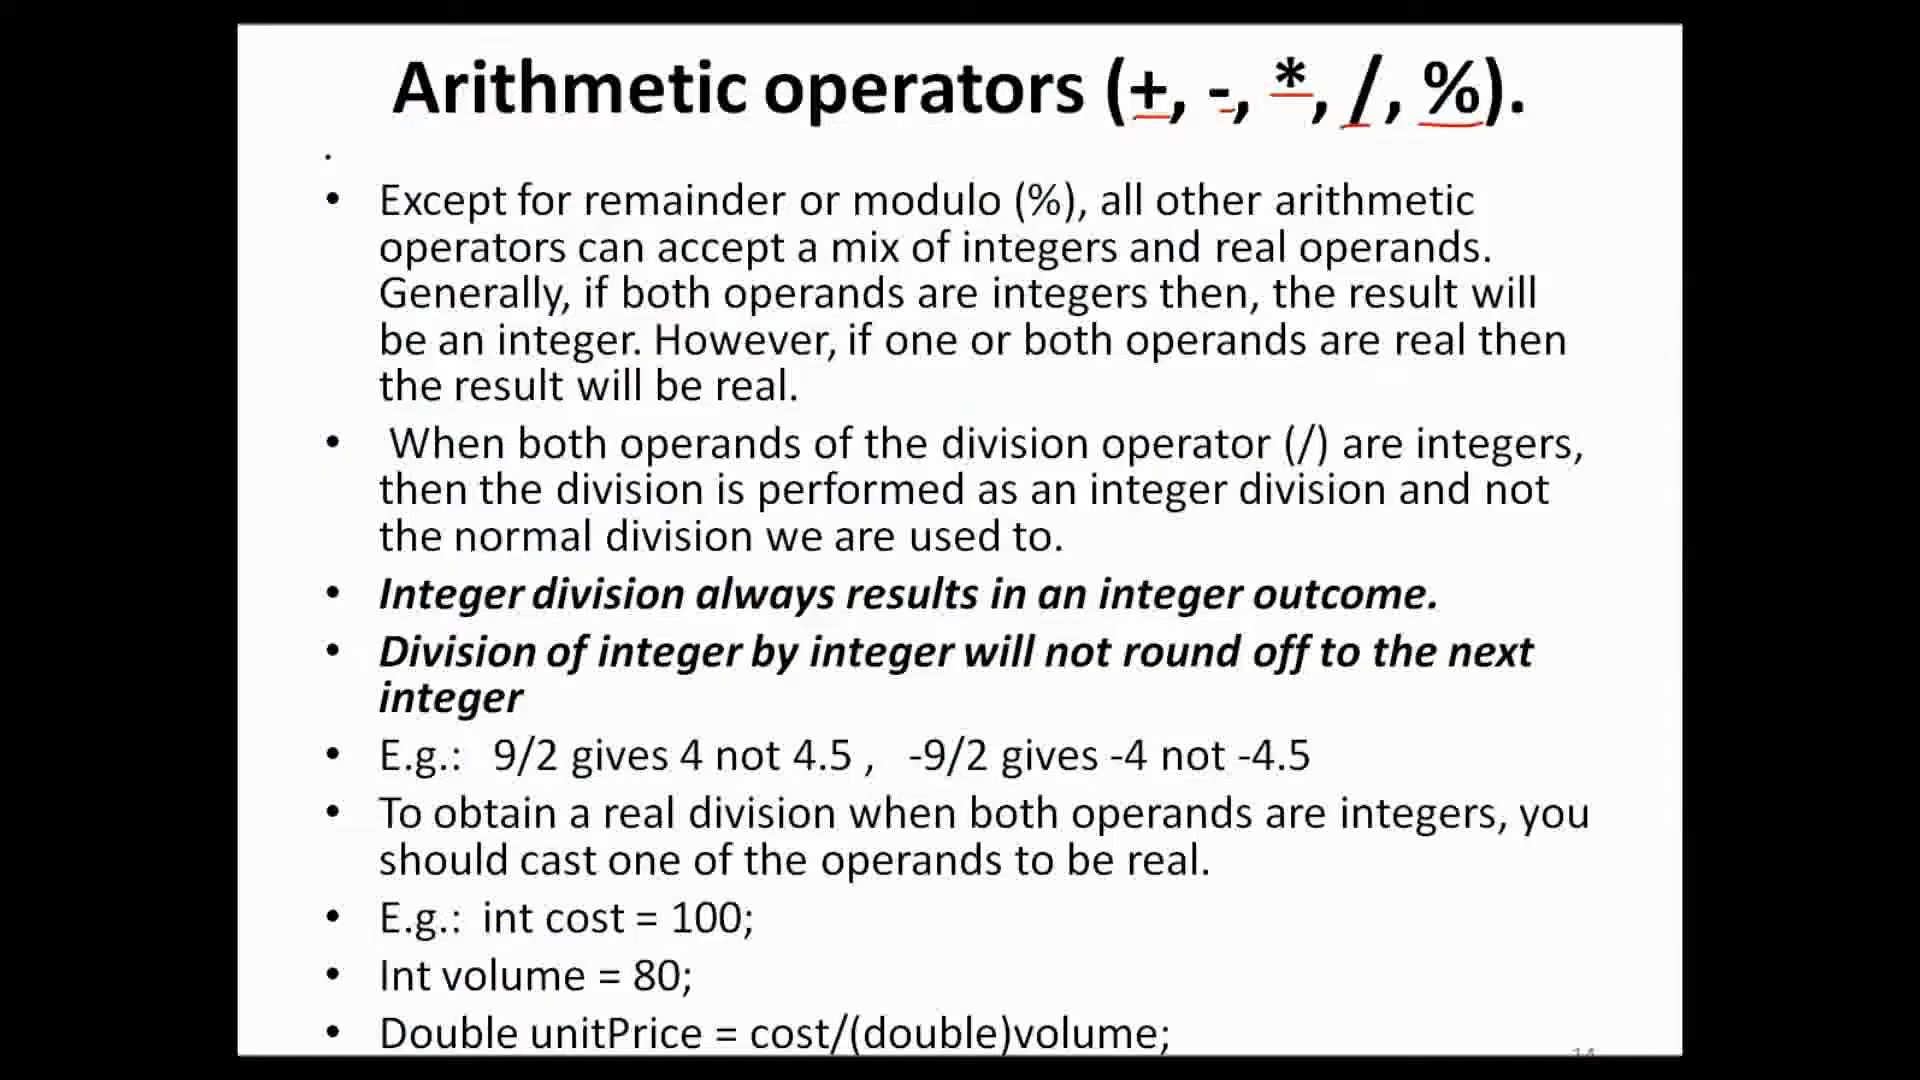 Arithmetic operators (+, -, *, /, %).
•
• Except for remainder or modulo (%), all other arithmetic
operators can accept a mix of integers and real operands.
Generally, if both operands are integers then, the result will
be an integer. However, if one or both operands are real then
the result will be real.
• When both operands of the division operator (/) are integers,
then the division is performed as an integer division and not
the normal division we are used to.
• Integer division always results in an integer outcome.
• Division of integer by integer will not round off to the next
integer
• E.g.: 9/2 gives 4 not 4.5 , -9/2 gives -4 not -4.5
• To obtain a real division when both operands are integers, you
should cast one of the operands to be real.
• E.g.: int cost = 100;
• Int volume = 80;
• Double unitPrice = cost/(double)volume;